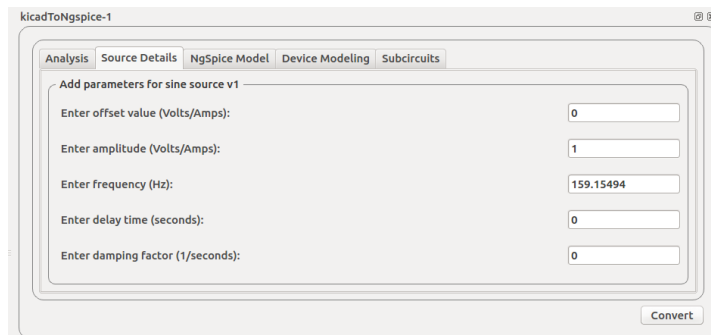 kicadToNgspice-1
Analysis Source Details NgSpice Model Device Modeling Subcircuits
Add parameters for sine source v1
Enter offset value (Volts/Amps): 0
Enter amplitude (Volts/Amps): 1
Enter frequency (Hz): 159.15494
Enter delay time (seconds): 0
Enter damping factor (1/seconds): 0
Convert